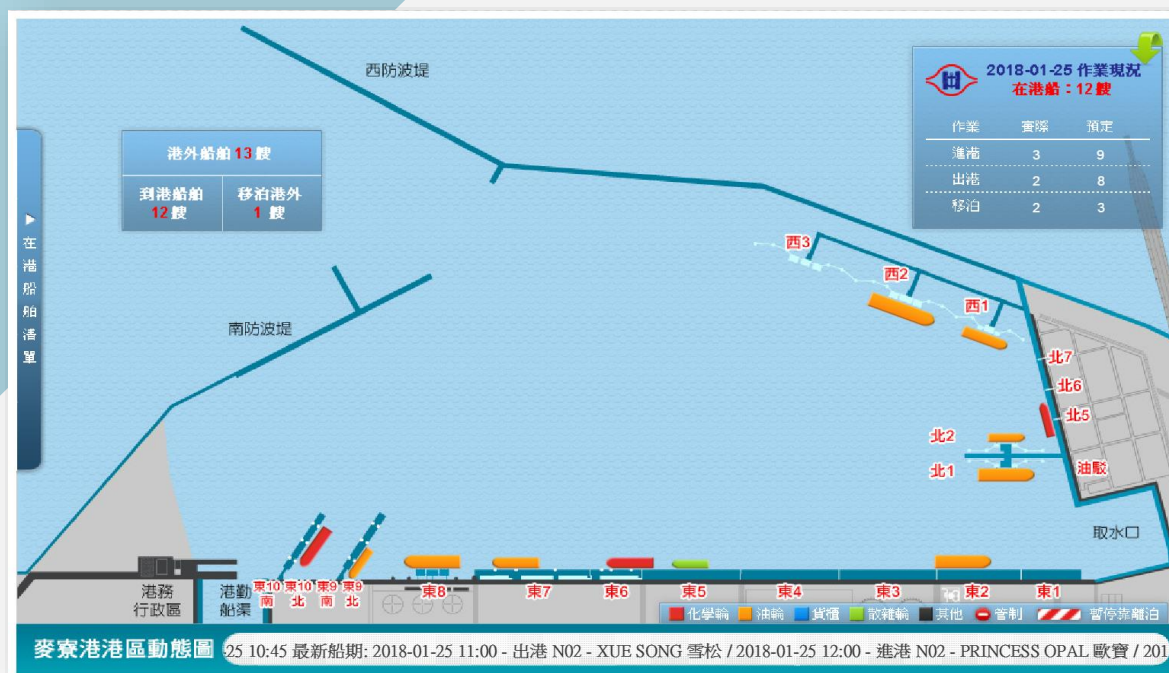 西防波堤
2018-01-25 作業現況
在港船：12艘
作業 實際 預定
進港 3 9
出港 2 8
移泊 2 3
港外船舶 13 艘
到港船舶 移泊港外
12 艘 1 艘
▶在港船舶清單
西3
西2
西1
南防波堤
北7
北6
北5
北2
北1
油駁
取水口
港務
行政區
港勤
船渠
東10
南
東10
北
東9
南
東9
北
東8
東7
東6
東5
東4
東3
東2
東1
化學輪 油輪 貨櫃 散雜輪 其他 管制 暫停靠離泊
麥寮港港區動態圖
25 10:45 最新船期: 2018-01-25 11:00 - 出港 N02 - XUE SONG 雪松 / 2018-01-25 12:00 - 進港 N02 - PRINCESS OPAL 歐寶 / 201